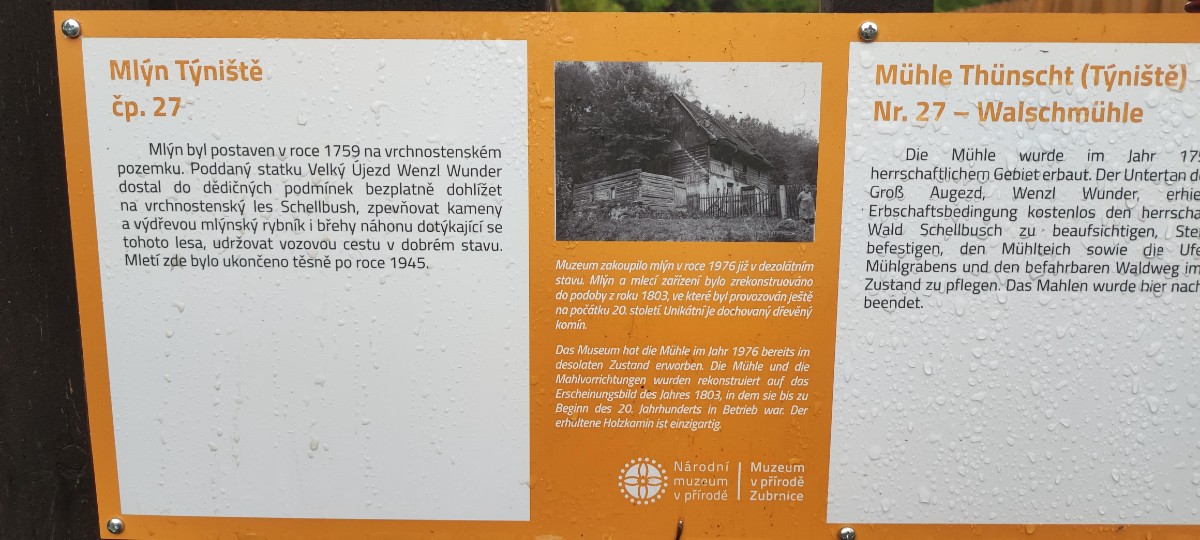 Mlýn Týniště
čp. 27
Mlýn byl postaven v roce 1759 na vrchnostenském
pozemku. Poddaný statku Velký Újezd Wenzl Wunder
dostal do dědičných podmínek bezplatně dohlížet
na vrchnostenský les Schellbush, zpevňovat kameny
a výdřevou mlýnský rybník i břehy náhonu dotýkající se
tohoto lesa, udržovat vozovou cestu v dobrém stavu.
Mletí zde bylo ukončeno těsně po roce 1945.
Muzeum zakoupilo mlýn v roce 1976 již v dezolátním
stavu. Mlýn a mlecí zařízení bylo zrekonstruováno
do podoby z roku 1803, ve které byl provozován ještě
na počátku 20. století. Unikátní je dochovaný dřevěný
komín.
Das Museum hat die Mühle im Jahr 1976 bereits im
desolaten Zustand erworben. Die Mühle und die
Mahlvorrichtungen wurden rekonstruiert auf das
Erscheinungsbild des Jahres 1803, in dem sie bis zu
Beginn des 20. Jahrhunderts in Betrieb war. Der
erhaltene Holzkamin ist einzigartig.
Národní
muzeum
v přírodě
Muzeum
v přírodě
Zubrnice
Mühle Thünscht (Týniště)
Nr. 27 – Walschmühle
Die Mühle wurde im Jahr
herrschaftlichem Gebiet erbaut. Der Untertan
Groß Augezd, Wenzl Wunder,
Erbschaftsbedingung kostenlos den
Wald Schellbusch zu beaufsichtigen,
befestigen, den Mühlteich sowie die
Mühlgrabens und den befahrbaren Waldweg
Zustand zu pflegen. Das Mahlen wurde hier nach
beendet.